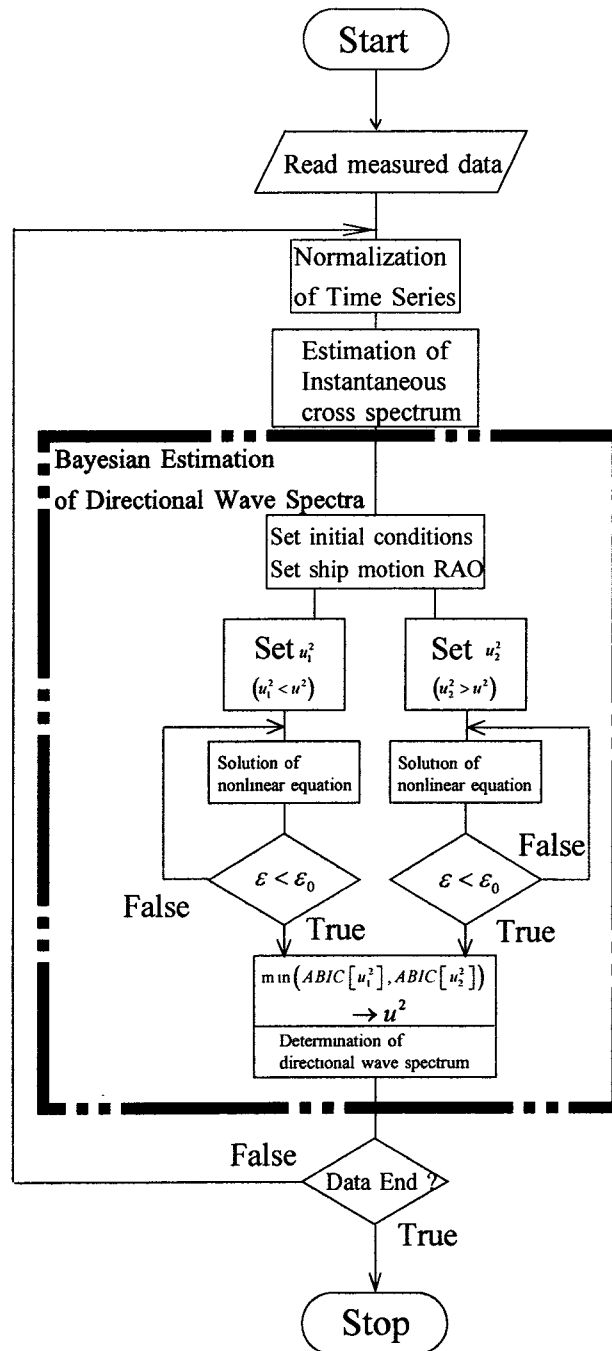 Start
Read measured data
Normalization
of Time Series
Estimation of
Instantaneous
cross spectrum
Bayesian Estimation
of Directional Wave Spectra
Set initial conditions
Set ship motion RAO
Set u₁²
(u₁² < u²)
Set u₂²
(u₂² > u²)
Solution of
nonlinear equation
Solution of
nonlinear equation
ε < ε₀
False
True
ε < ε₀
False
True
min(ABIC[u₁²], ABIC[u₂²])
→ u²
Determination of
directional wave spectrum
False
Data End ?
True
Stop